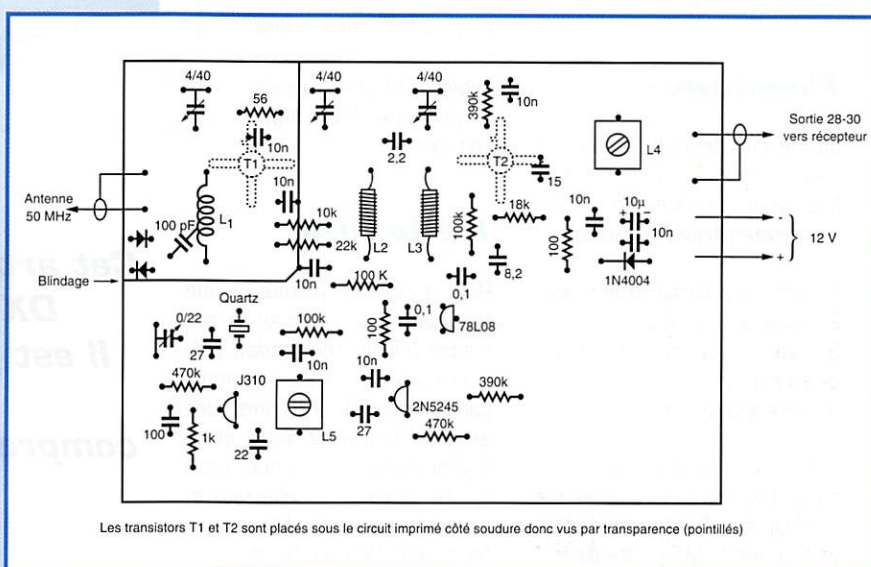 4/40
4/40
4/40
56
10n
T1
390k
10n
2,2
T2
15
L4
Sortie 28-30
vers récepteur
Antenne
50 MHz
100 pF
L1
10n
10k
22k
10n
L2
L3
100k
18k
8,2
10n
10µ
+
-
10n
100
1N4004
-
+
12 V
Blindage
100 K
0,1
Quartz
0/22
27
100k
10n
100
0,1
78L08
470k
J310
10n
390k
100
1k
22
L5
27
2N5245
470k
Les transistors T1 et T2 sont placés sous le circuit imprimé côté soudure donc vus par transparence (pointillés)